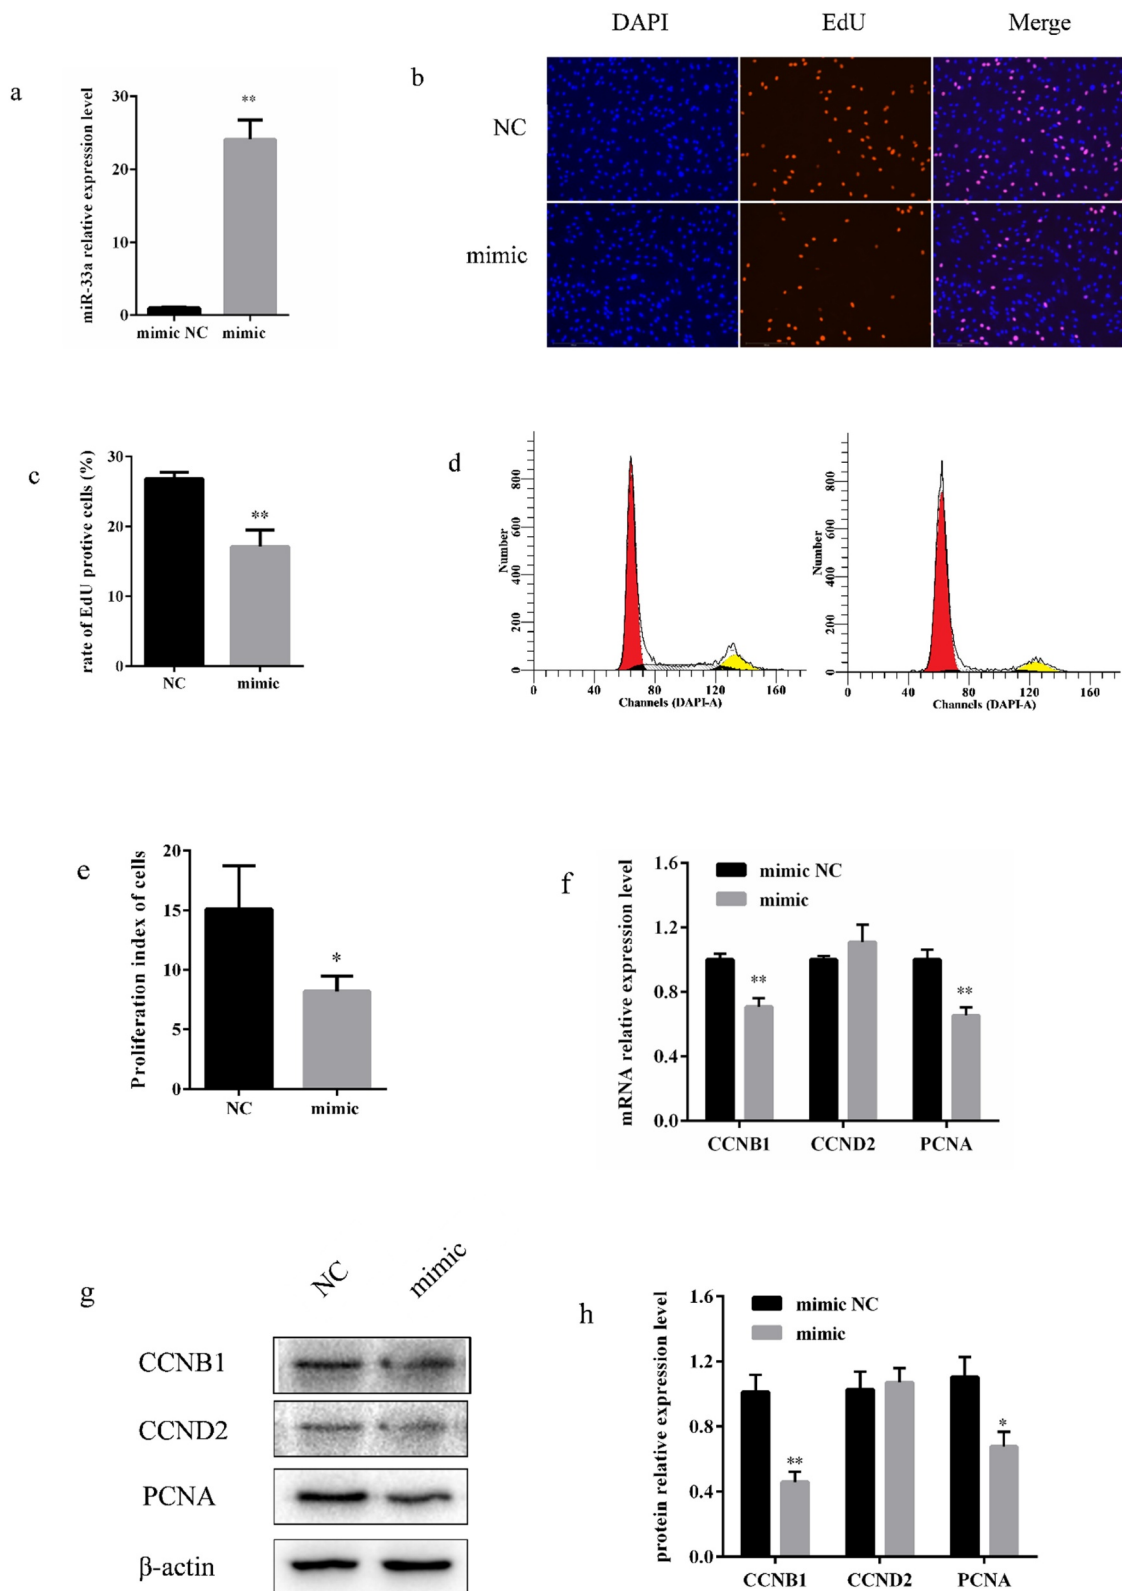 DAPI EdU Merge
a
b
miR-33a relative expression level
30
20
10
0
**
mimic NC mimic
NC
mimic
c
rate of EdU protive cells (%)
30
20
10
0
**
NC mimic
d
Number
800
600
400
200
0
0 40 80 120 160
Channels (DAPI-A)
Number
800
600
400
200
0
0 40 80 120 160
Channels (DAPI-A)
e
Proliferation index of cells
20
15
10
5
0
*
NC mimic
f
mRNA relative expression level
1.6
1.2
0.8
0.4
0.0
mimic NC
mimic
** **
CCNB1 CCND2 PCNA
g
NC mimic
CCNB1
CCND2
PCNA
β-actin
h
protein relative expression level
1.6
1.2
0.8
0.4
0.0
mimic NC
mimic
** *
CCNB1 CCND2 PCNA